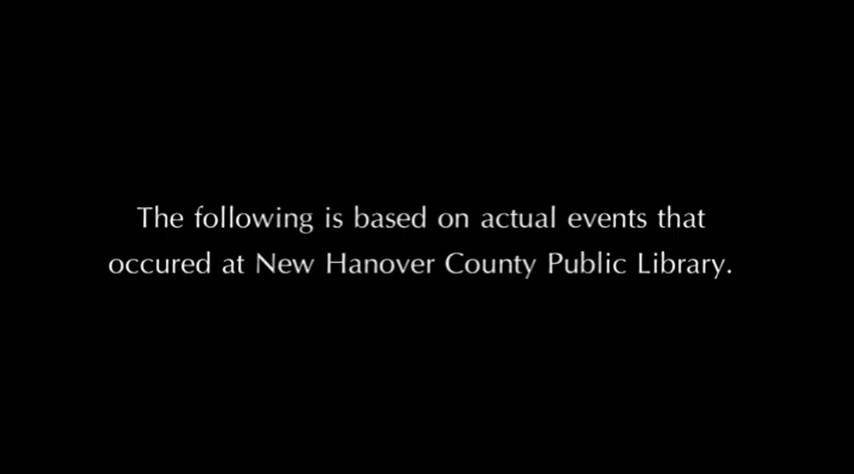 The following is based on actual events that
occured at New Hanover County Public Library.